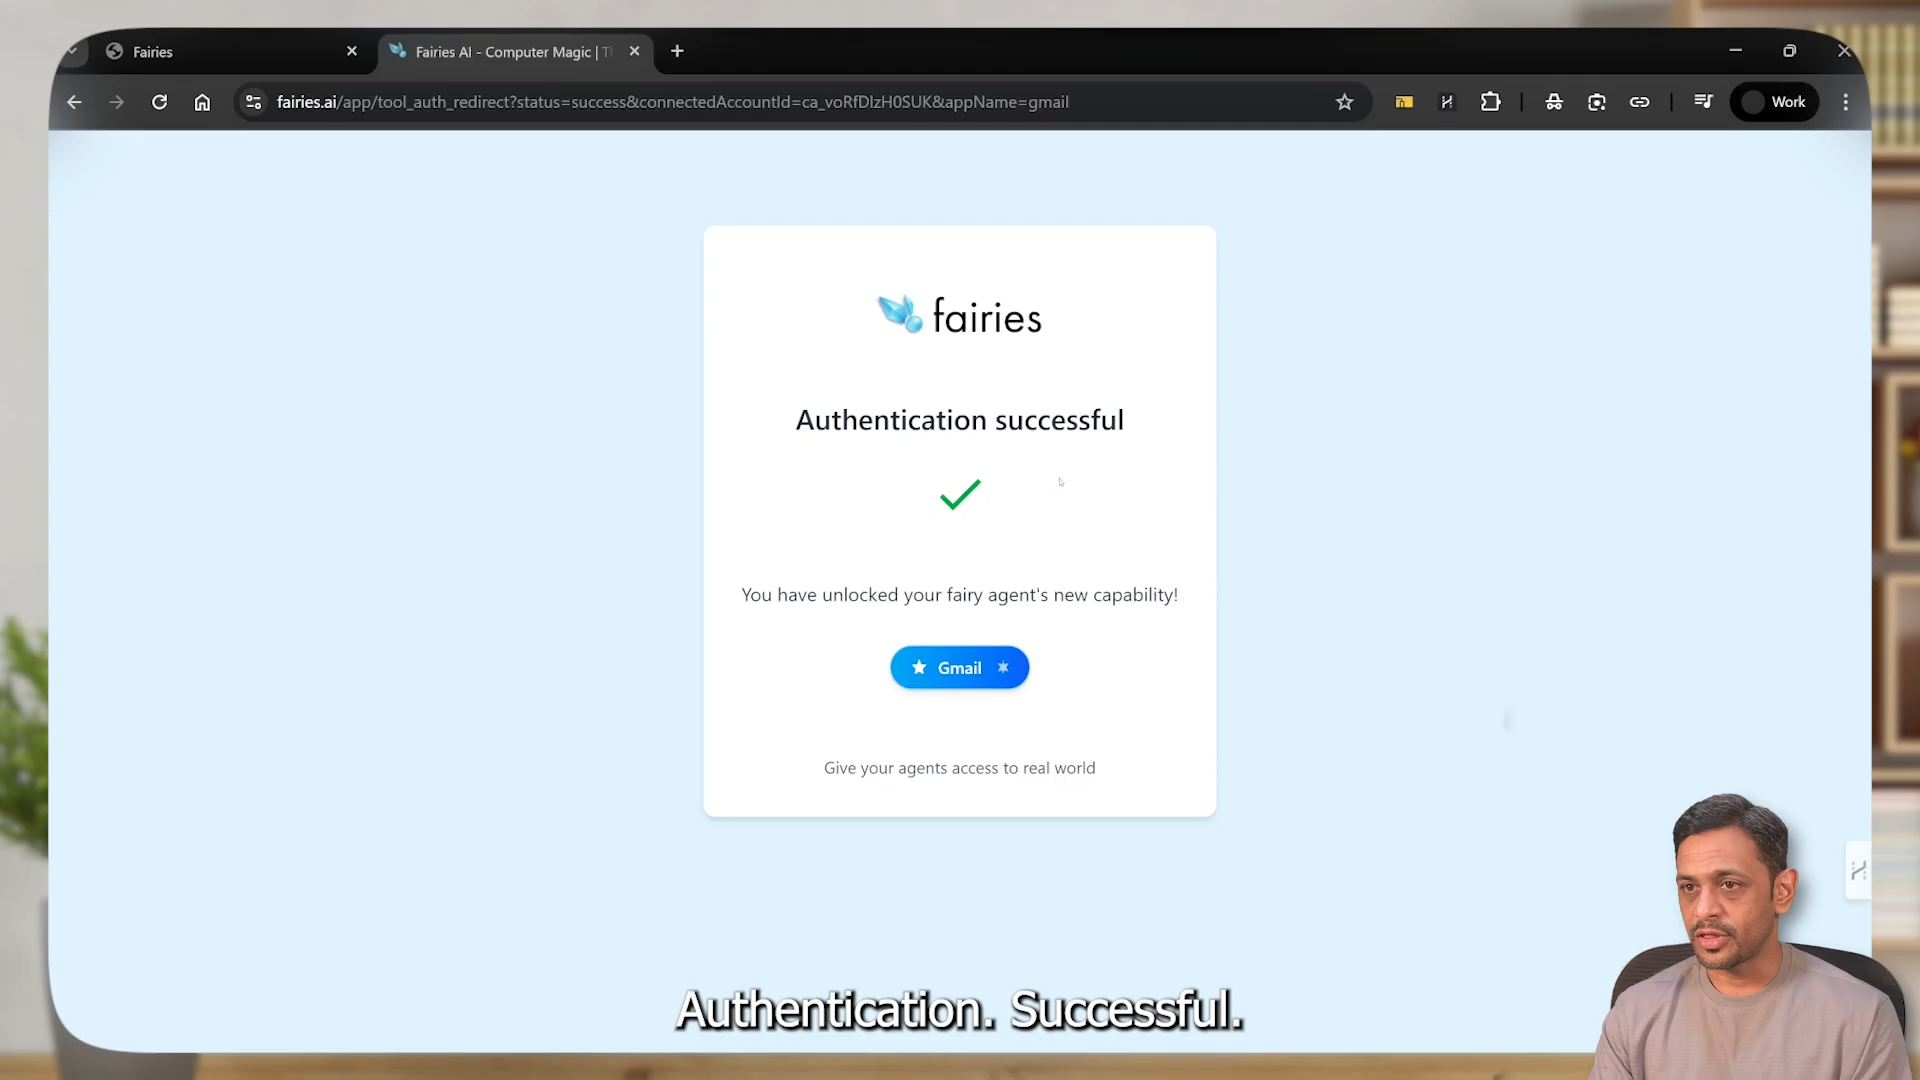 Fairies
Fairies AI - Computer Magic | Th
fairies.ai/app/tool_auth_redirect?status=success&connectedAccountId=ca_voRfDlzH0SUK&appName=gmail
Work
fairies
Authentication successful
You have unlocked your fairy agent's new capability!
Gmail
Give your agents access to real world
Authentication. Successful.